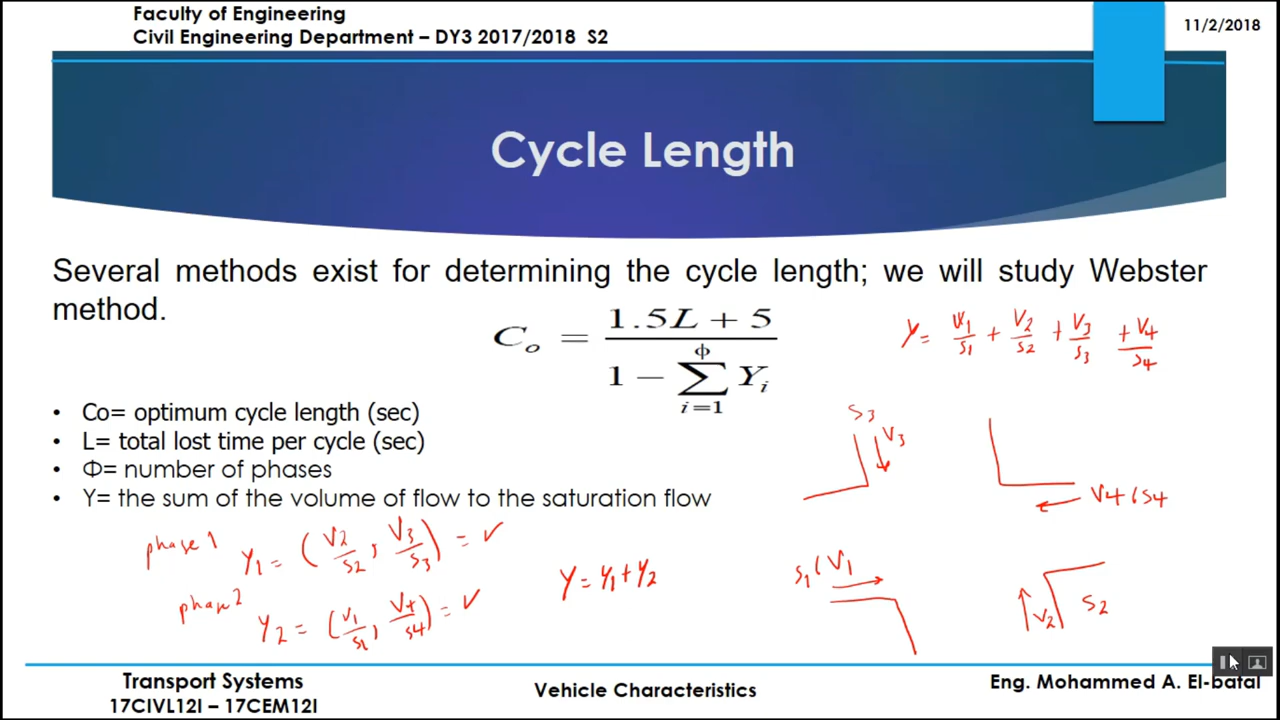 Faculty of Engineering
Civil Engineering Department – DY3 2017/2018 S2
11/2/2018
Cycle Length
Several methods exist for determining the cycle length; we will study Webster
method.
C₀ = (1.5L + 5) / (1 − ∑_{i=1}^{ϕ} Yᵢ)
Y = V1/S1 + V2/S2 + V3/S3 + V4/S4
• Co= optimum cycle length (sec)
• L= total lost time per cycle (sec)
• Φ= number of phases
• Y= the sum of the volume of flow to the saturation flow
S3
V3
V4 / S4
phase 1 Y1 = (V2/S2, V3/S3) = ✓
phase 2 Y2 = (V1/S1, V4/S4) = ✓
Y = Y1 + Y2
S1 / V1
V2 S2
Transport Systems
17CIVL12I – 17CEM12I
Vehicle Characteristics
Eng. Mohammed A. El-batal